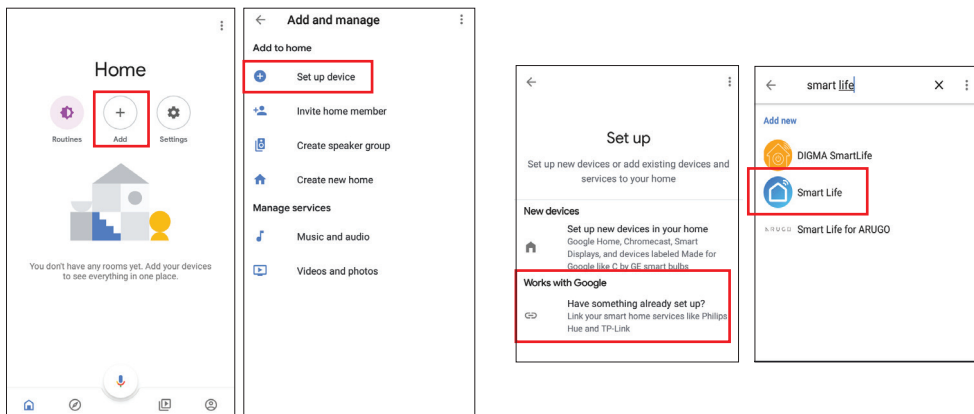 Home
Routines
Add
Settings
You don't have any rooms yet. Add your devices
to see everything in one place.
Add and manage
Add to home
Set up device
Invite home member
Create speaker group
Create new home
Manage services
Music and audio
Videos and photos
Set up
Set up new devices or add existing devices and
services to your home
New devices
Set up new devices in your home
Google Home, Chromecast, Smart
Displays, and devices labeled Made for
Google like C by GE smart bulbs
Works with Google
Have something already set up?
Link your smart home services like Philips
Hue and TP-Link
smart life
Add new
DIGMA SmartLife
Smart Life
ARUGO Smart Life for ARUGO